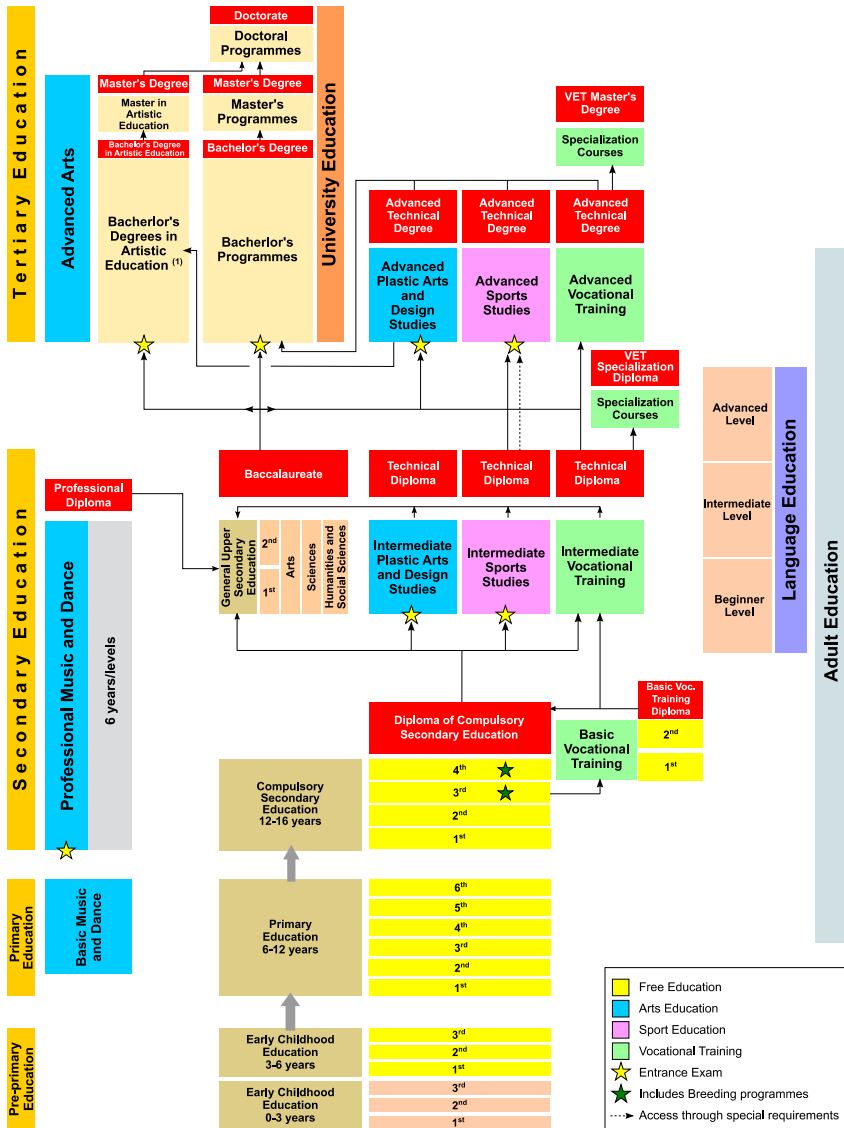 Tertiary Education
Advanced Arts
Doctorate
Doctoral
Programmes
University Education
Master's Degree
Master's Degree
Master in
Artistic
Education
Master's
Programmes
Bachelor's Degree
in Artistic Education
Bachelor's Degree
Bacherlor's
Degrees in
Artistic
Education (1)
Bacherlor's
Programmes
VET Master's
Degree
Specialization
Courses
Advanced
Technical
Degree
Advanced
Technical
Degree
Advanced
Technical
Degree
Advanced
Plastic Arts
and
Design
Studies
Advanced
Sports
Studies
Advanced
Vocational
Training
VET
Specialization
Diploma
Specialization
Courses
Secondary Education
Professional
Diploma
Professional Music and Dance
6 years/levels
Baccalaureate
Technical
Diploma
Technical
Diploma
Technical Diploma
General Upper
Secondary
Education
2nd
1st
Arts
Sciences
Humanities and
Social Sciences
Intermediate
Plastic Arts
and Design
Studies
Intermediate
Sports
Studies
Intermediate
Vocational
Training
Advanced
Level
Intermediate
Level
Beginner
Level
Language Education
Adult Education
Diploma of Compulsory
Secondary Education
Basic
Vocational
Training
Basic Voc.
Training
Diploma
2nd
1st
Compulsory
Secondary
Education
12-16 years
4th
3rd
2nd
1st
Primary
Education
Basic Music
and Dance
Primary
Education
6-12 years
6th
5th
4th
3rd
2nd
1st
Pre-primary
Education
Early Childhood
Education
3-6 years
3rd
2nd
1st
Early Childhood
Education
0-3 years
3rd
2nd
1st
Free Education
Arts Education
Sport Education
Vocational Training
Entrance Exam
Includes Breeding programmes
Access through special requirements